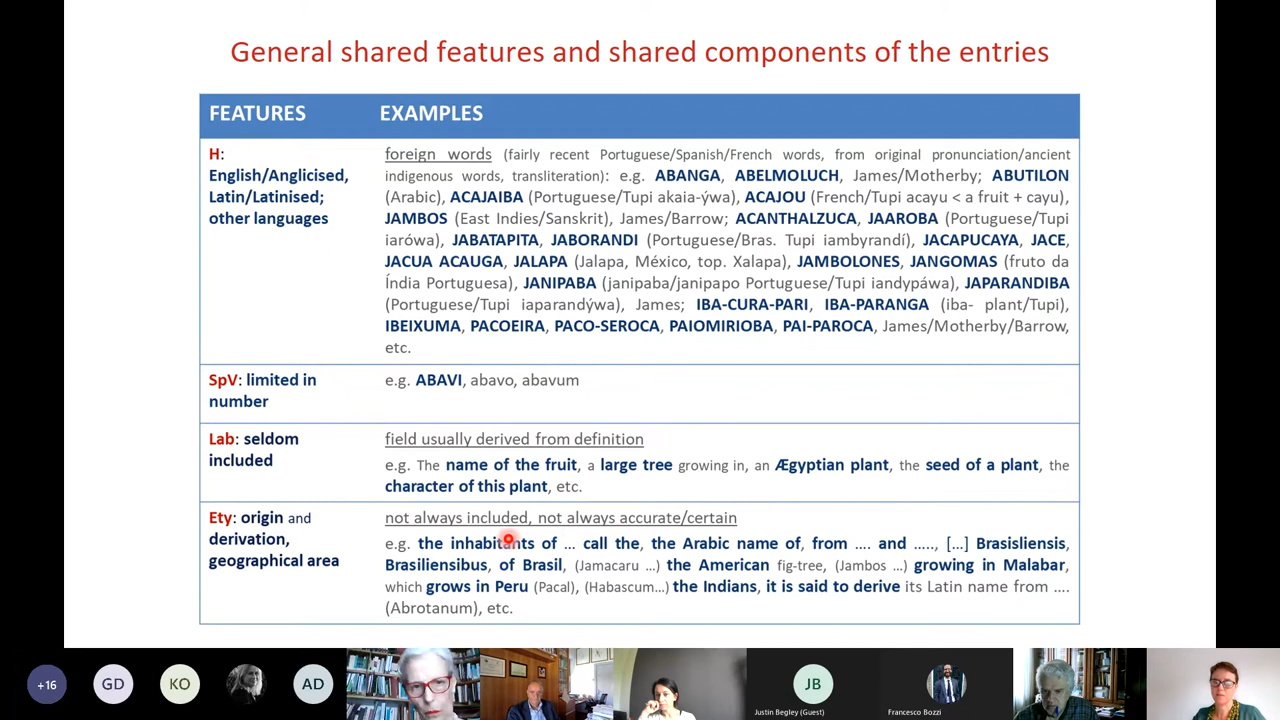 General shared features and shared components of the entries
FEATURES EXAMPLES
H:
English/Anglicised,
Latin/Latinised;
other languages
foreign words (fairly recent Portuguese/Spanish/French words, from original pronunciation/ancient
indigenous words, transliteration): e.g. ABANGA, ABELMOLUCH, James/Motherby; ABUTILON
(Arabic), ACAJAIBA (Portuguese/Tupi akaia-ýwa), ACAJOU (French/Tupi acayu < a fruit + cayu),
JAMBOS (East Indies/Sanskrit), James/Barrow; ACANTHALZUCA, JAAROBA (Portuguese/Tupi
iarówa), JABATAPITA, JABORANDI (Portuguese/Bras. Tupi iambyrandí), JACAPUCAYA, JACE,
JACUA ACAUGA, JALAPA (Jalapa, México, top. Xalapa), JAMBOLONES, JANGOMAS (fruto da
Índia Portuguesa), JANIPABA (janipaba/janipapo Portuguese/Tupi iandypáwa), JAPARANDIBA
(Portuguese/Tupi iaparandýwa), James; IBA-CURA-PARI, IBA-PARANGA (iba- plant/Tupi),
IBEIXUMA, PACOEIRA, PACO-SEROCA, PAIOMIRIOBA, PAI-PAROCA, James/Motherby/Barrow,
etc.
SpV: limited in
number
e.g. ABAVI, abavo, abavum
Lab: seldom
included
field usually derived from definition
e.g. The name of the fruit, a large tree growing in, an Ægyptian plant, the seed of a plant, the
character of this plant, etc.
Ety: origin and
derivation,
geographical area
not always included, not always accurate/certain
e.g. the inhabitants of ... call the, the Arabic name of, from .... and ....., [...] Brasisliensis,
Brasiliensibus, of Brasil, (Jamacaru ...) the American fig-tree, (Jambos ...) growing in Malabar,
which grows in Peru (Pacal), (Habascum...) the Indians, it is said to derive its Latin name from ....
(Abrotanum), etc.
+16
GD
KO
AD
JB
Justin Begley (Guest)
Francesco Bozzi